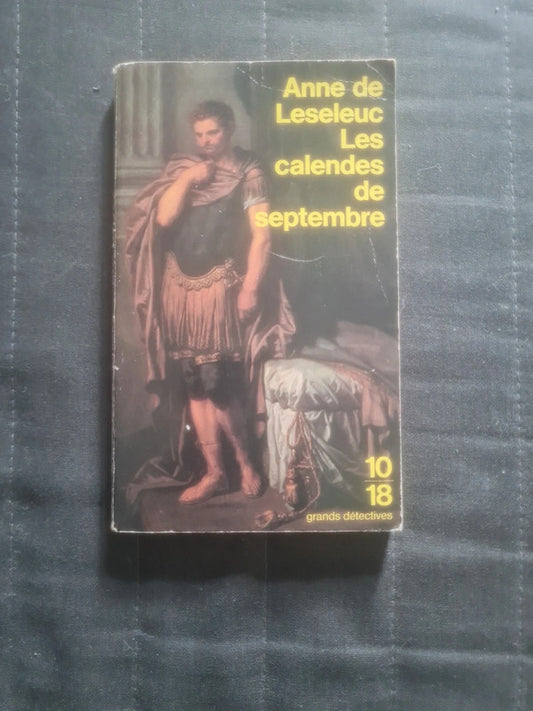 Anne de
Leseleuc
Les
calendes
de
septembre
10
18
grands détectives